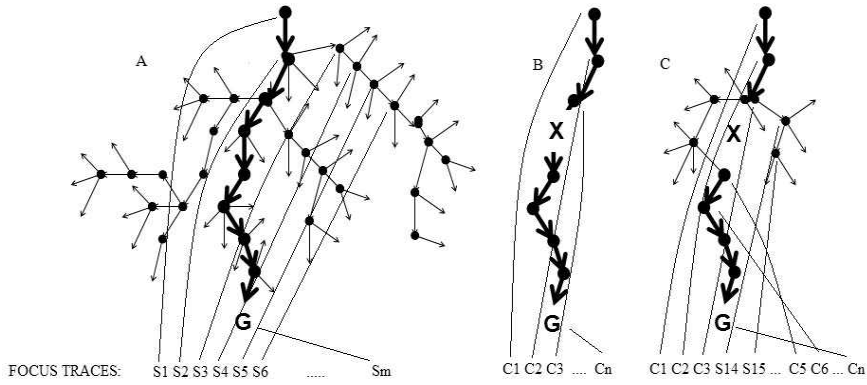 A
B
C
X
X
G
G
G
FOCUS TRACES: S1 S2 S3 S4 S5 S6 ..... Sm C1 C2 C3 .... Cn C1 C2 C3 S14 S15 ... C5 C6 ... Cn